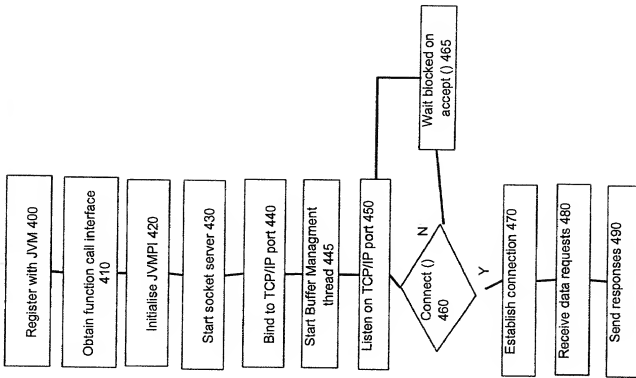 Register with JVM 400
Obtain function call interface
410
Initialise JVMPI 420
Start socket server 430
Bind to TCP/IP port 440
Start Buffer Managment
thread 445
Listen on TCP/IP port 450
Connect ()
460
N
Wait blocked on
accept () 465
Y
Establish connection 470
Receive data requests 480
Send responses 490